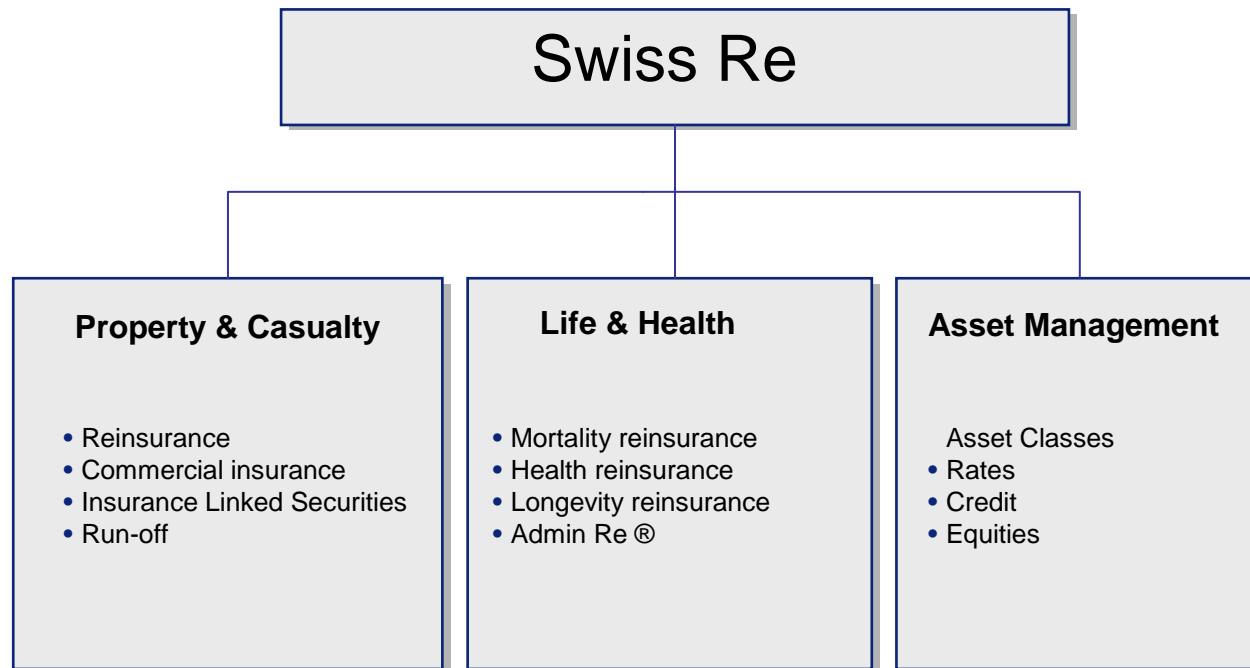 Swiss Re
Property & Casualty
• Reinsurance
• Commercial insurance
• Insurance Linked Securities
• Run-off
Life & Health
• Mortality reinsurance
• Health reinsurance
• Longevity reinsurance
• Admin Re ®
Asset Management
Asset Classes
• Rates
• Credit
• Equities